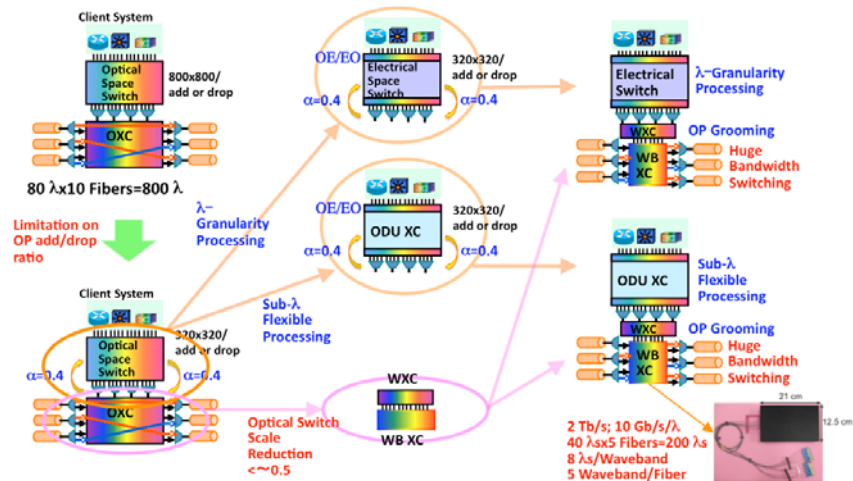 Client System
Optical
Space
Switch
800x800/
add or drop
OXC
80 λx10 Fibers=800 λ
Limitation on
OP add/drop
ratio
λ−
Granularity
Processing
Client System
Optical
Space
Switch
320x320/
add or drop
α=0.4
α=0.4
OXC
Sub-λ
Flexible
Processing
Optical Switch
Scale
Reduction
<~0.5
OE/EO
Electrical
Space
Switch
320x320/
add or drop
α=0.4
α=0.4
OE/EO
ODU XC
320x320/
add or drop
α=0.4
α=0.4
WXC
WB XC
Electrical
Switch
λ−Granularity
Processing
WXC
OP Grooming
WB
XC
Huge
Bandwidth
Switching
ODU XC
Sub-λ
Flexible
Processing
WXC
OP Grooming
WB
XC
Huge
Bandwidth
Switching
2 Tb/s; 10 Gb/s/λ
40 λsx5 Fibers=200 λs
8 λs/Waveband
5 Waveband/Fiber
21 cm
12.5 cm